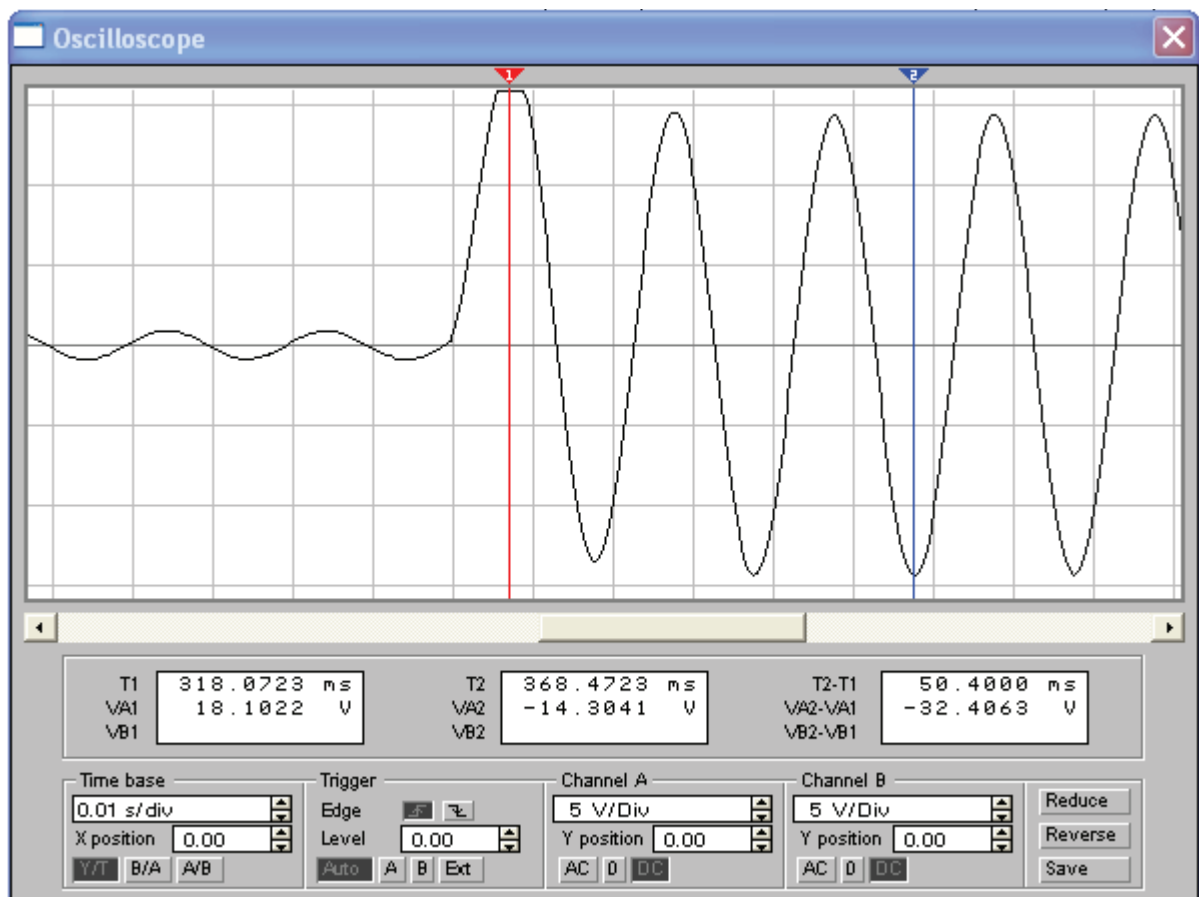 Oscilloscope
1 2
T1 318.0723 ms T2 368.4723 ms T2-T1 50.4000 ms
VA1 18.1022 V VA2 -14.3041 V VA2-VA1 -32.4063 V
VB1 VB2 VB2-VB1
Time base Trigger Channel A Channel B
0.01 s/div Edge 5 V/Div 5 V/Div Reduce
X position 0.00 Level 0.00 Y position 0.00 Y position 0.00 Reverse
Y/T B/A A/B Auto A B Ext AC 0 DC AC 0 DC Save